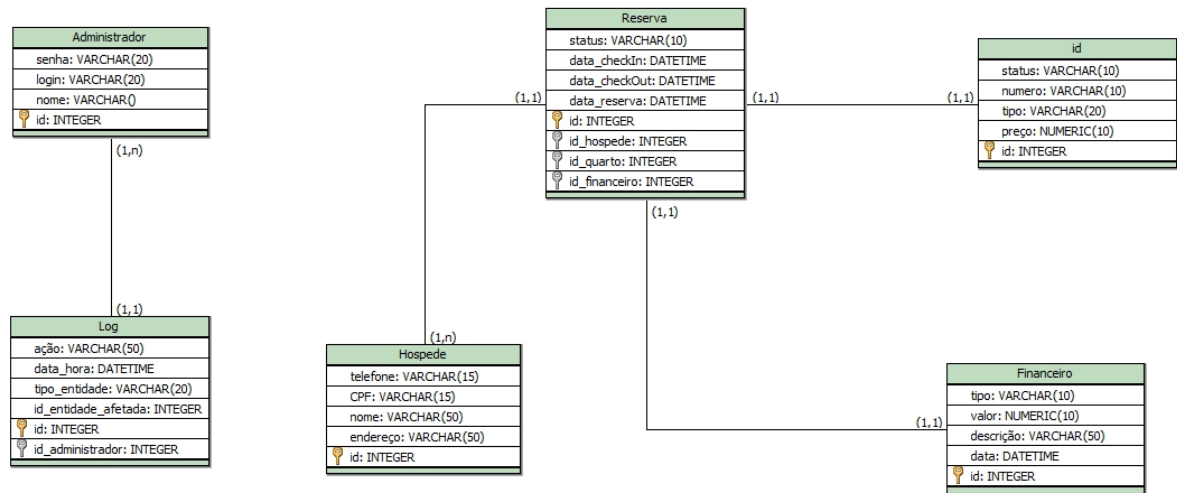 Administrador
senha: VARCHAR(20)
login: VARCHAR(20)
nome: VARCHAR()
id: INTEGER
(1,n)
(1,1)
Log
ação: VARCHAR(50)
data_hora: DATETIME
tipo_entidade: VARCHAR(20)
id_entidade_afetada: INTEGER
id: INTEGER
id_administrador: INTEGER
Reserva
status: VARCHAR(10)
data_checkIn: DATETIME
data_checkOut: DATETIME
data_reserva: DATETIME
id: INTEGER
id_hospede: INTEGER
id_quarto: INTEGER
id_financeiro: INTEGER
(1,1)
(1,1)
(1,1)
(1,1)
id
status: VARCHAR(10)
numero: VARCHAR(10)
tipo: VARCHAR(20)
preço: NUMERIC(10)
id: INTEGER
(1,n)
Hospede
telefone: VARCHAR(15)
CPF: VARCHAR(15)
nome: VARCHAR(50)
endereço: VARCHAR(50)
id: INTEGER
(1,1)
Financeiro
tipo: VARCHAR(10)
valor: NUMERIC(10)
descrição: VARCHAR(50)
data: DATETIME
id: INTEGER